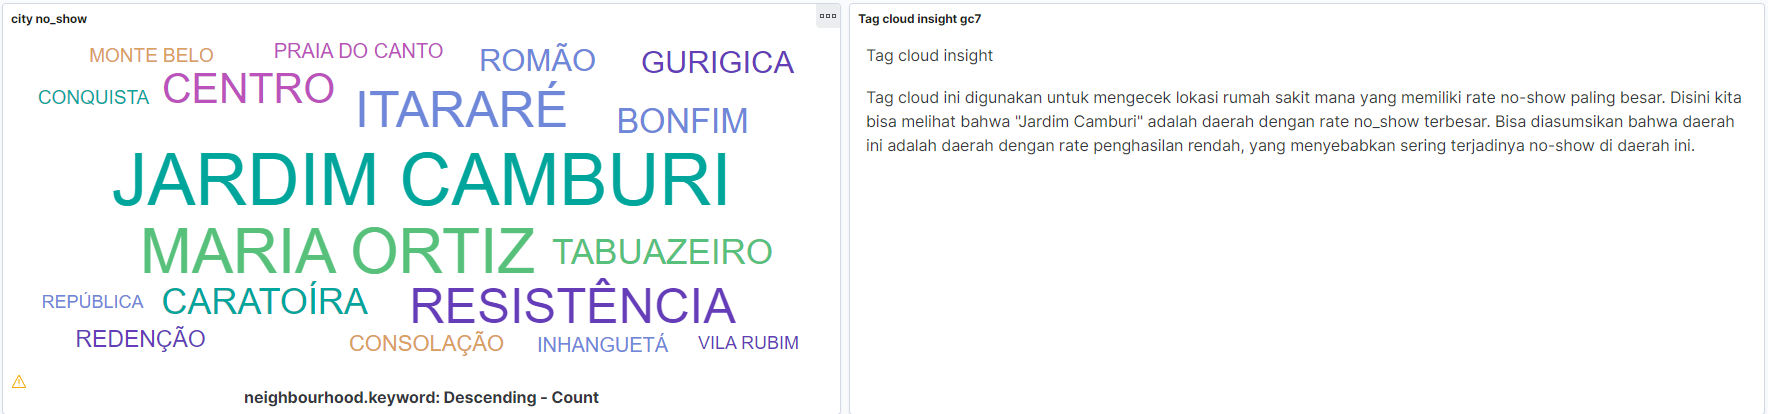 city no_show
MONTE BELO
PRAIA DO CANTO
ROMÃO
GURIGICA
CONQUISTA
CENTRO
ITARARÉ
BONFIM
JARDIM CAMBURI
MARIA ORTIZ
TABUAZEIRO
REPÚBLICA
CARATOÍRA
RESISTÊNCIA
REDENÇÃO
CONSOLAÇÃO
INHANGUETÁ
VILA RUBIM
neighbourhood.keyword: Descending - Count
Tag cloud insight gc7
Tag cloud insight
Tag cloud ini digunakan untuk mengecek lokasi rumah sakit mana yang memiliki rate no-show paling besar. Disini kita
bisa melihat bahwa "Jardim Camburi" adalah daerah dengan rate no_show terbesar. Bisa diasumsikan bahwa daerah
ini adalah daerah dengan rate penghasilan rendah, yang menyebabkan sering terjadinya no-show di daerah ini.